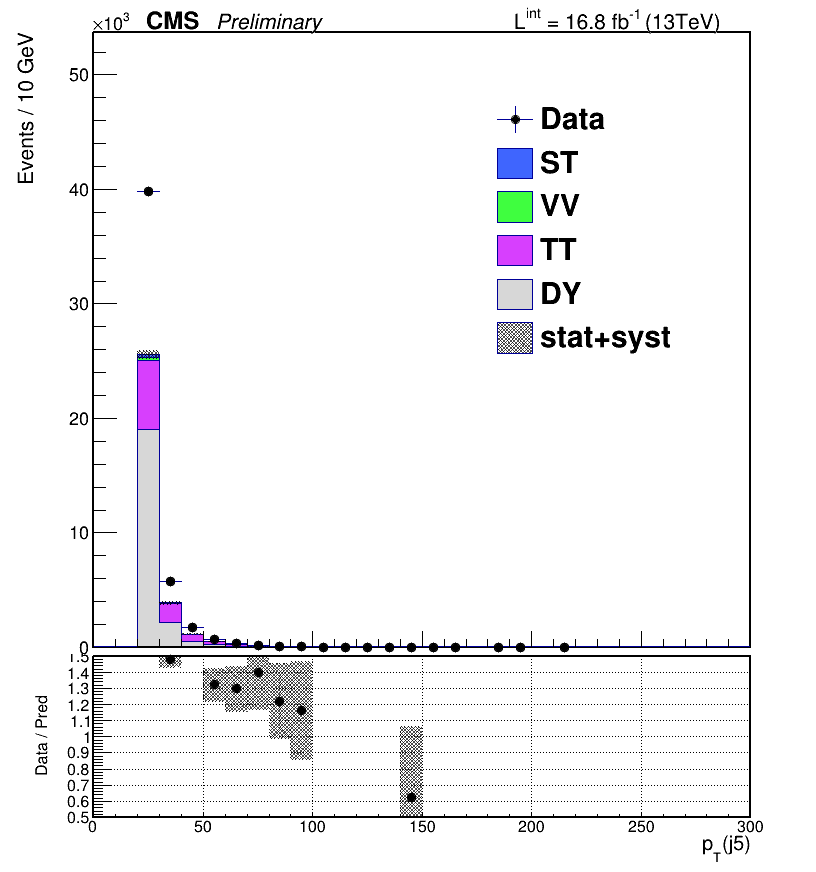 ×10³ CMS Preliminary L^int = 16.8 fb⁻¹ (13TeV)
Events / 10 GeV
50
40
30
20
10
0
Data
ST
VV
TT
DY
stat+syst
Data / Pred
1.5
1.4
1.3
1.2
1.1
1
0.9
0.8
0.7
0.6
0.5
0 50 100 150 200 250 300
p_T(j5)